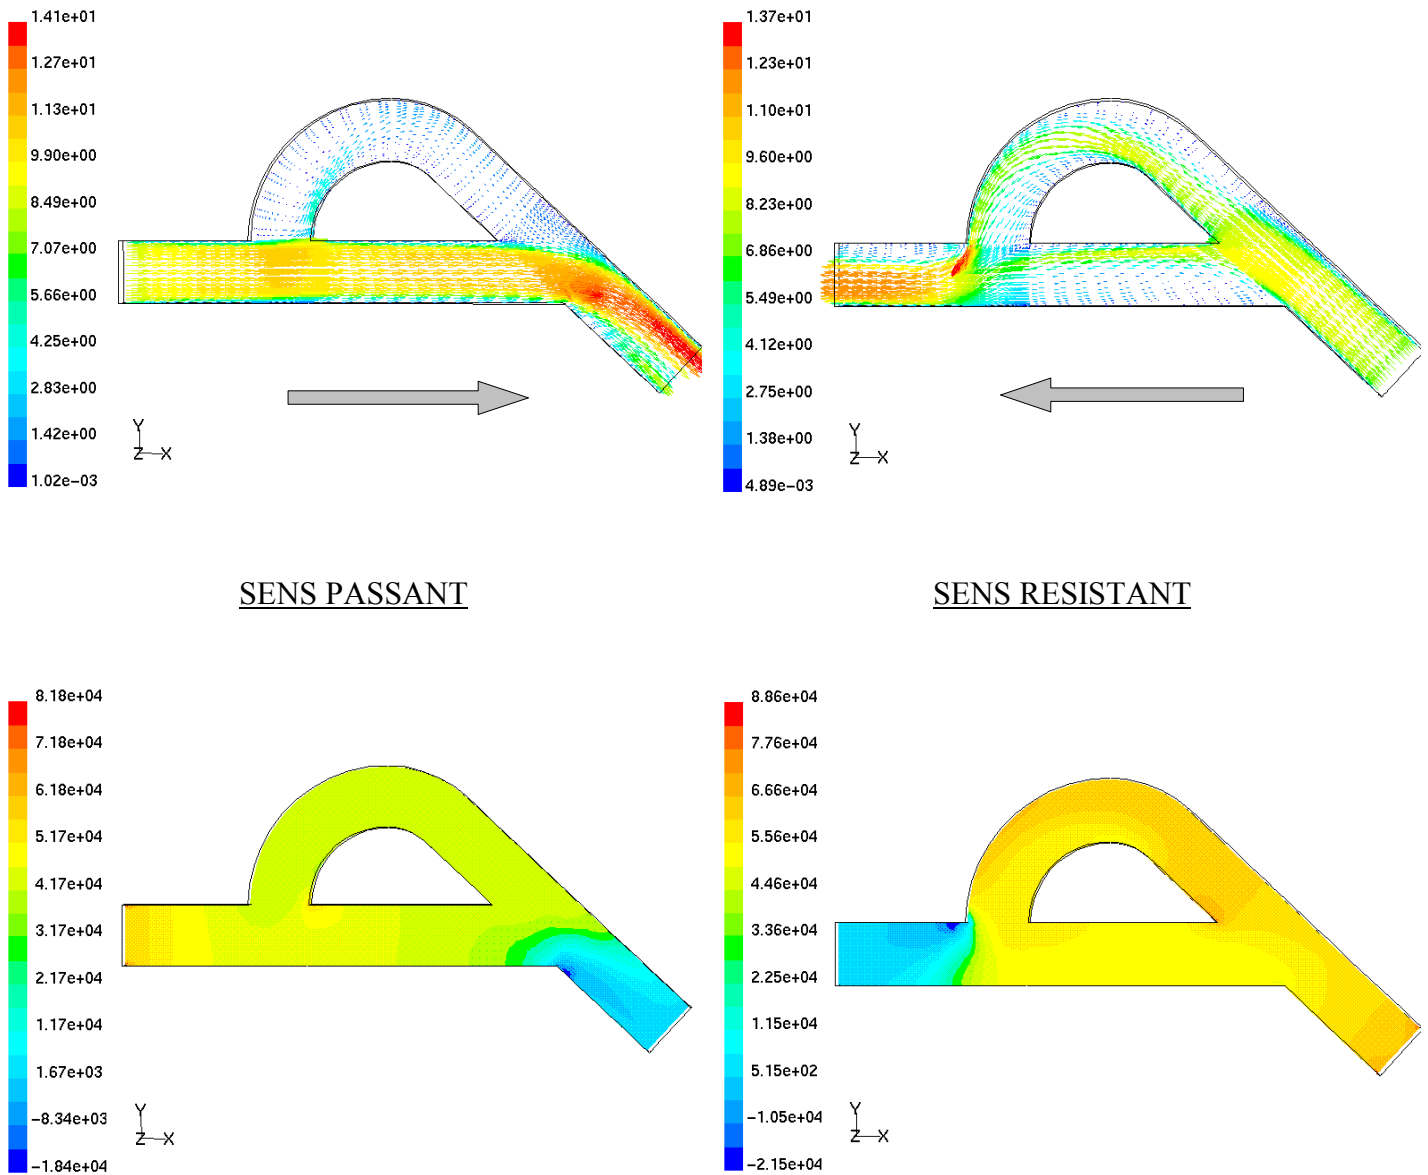 1.41e+01
1.27e+01
1.13e+01
9.90e+00
8.49e+00
7.07e+00
5.66e+00
4.25e+00
2.83e+00
1.42e+00
1.02e-03
Y
Z X
1.37e+01
1.23e+01
1.10e+01
9.60e+00
8.23e+00
6.86e+00
5.49e+00
4.12e+00
2.75e+00
1.38e+00
4.89e-03
Y
Z X
SENS PASSANT
SENS RESISTANT
8.18e+04
7.18e+04
6.18e+04
5.17e+04
4.17e+04
3.17e+04
2.17e+04
1.17e+04
1.67e+03
-8.34e+03
-1.84e+04
Y
Z X
8.86e+04
7.76e+04
6.66e+04
5.56e+04
4.46e+04
3.36e+04
2.25e+04
1.15e+04
5.15e+02
-1.05e+04
-2.15e+04
Y
Z X